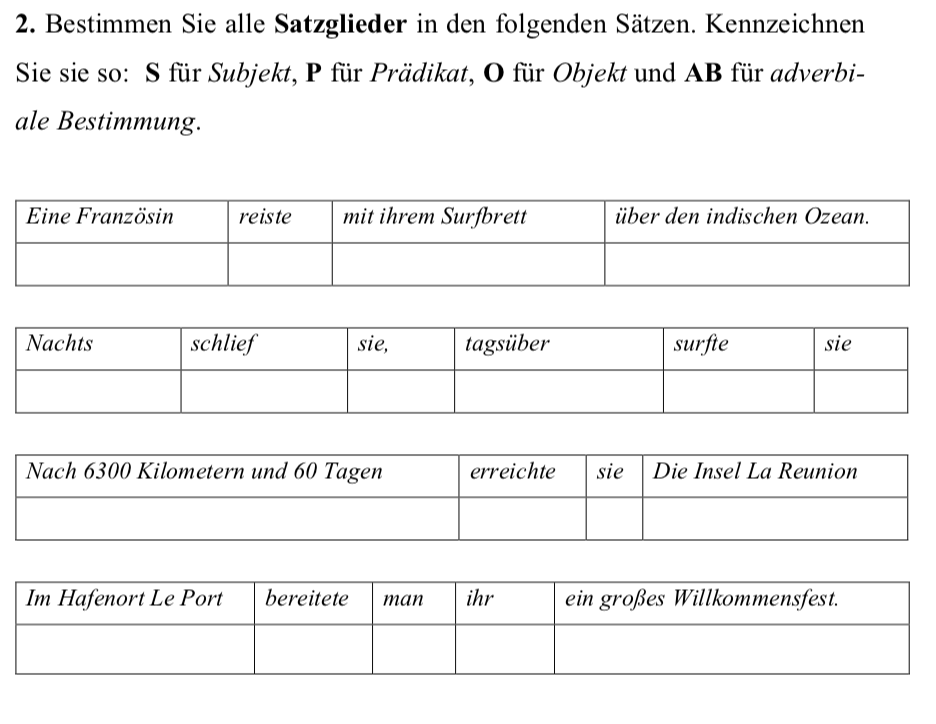 2. Bestimmen Sie alle Satzglieder in den folgenden Sätzen. Kennzeichnen
Sie sie so: S für Subjekt, P für Prädikat, O für Objekt und AB für adverbi-
ale Bestimmung.
Eine Französin reiste mit ihrem Surfbrett über den indischen Ozean.
Nachts schlief sie, tagsüber surfte sie
Nach 6300 Kilometern und 60 Tagen erreichte sie Die Insel La Reunion
Im Hafenort Le Port bereitete man ihr ein großes Willkommensfest.